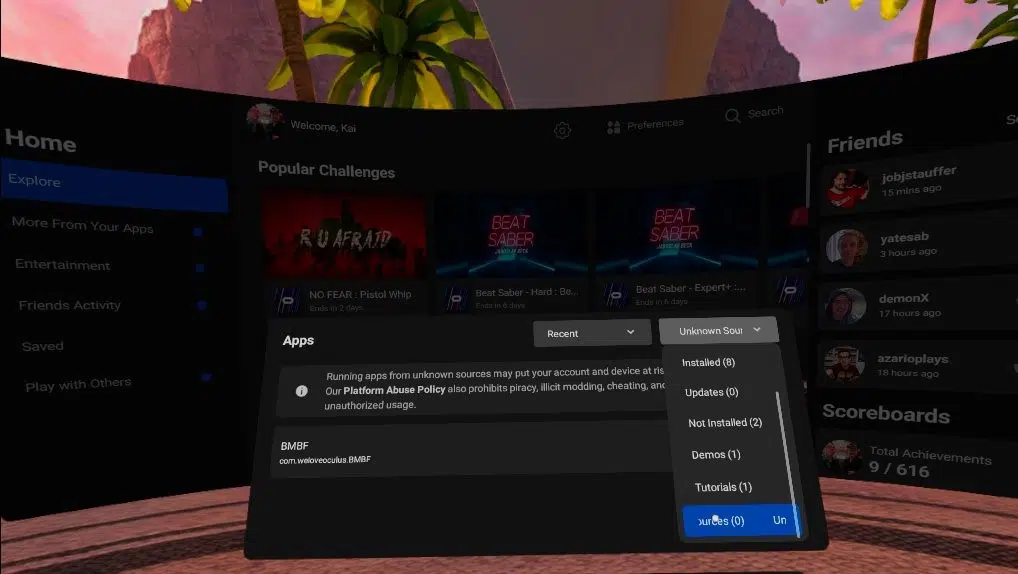 Home
Explore
More From Your Apps
Entertainment
Friends Activity
Saved
Play with Others
Welcome, Kai
Preferences
Search
Popular Challenges
R U AFRAID
NO FEAR : Pistol Whip
Ends in 2 days
BEAT
SABER
Beat Saber - Hard : Be...
Ends in 6 days
BEAT
SABER
Beat Saber - Expert+ :...
Ends in 6 days
Friends
jobjstauffer
15 mins ago
yatesab
3 hours ago
demonX
17 hours ago
azarioplays
18 hours ago
Scoreboards
Total Achievements
9 / 616
Apps
Recent
Unknown Sour
Running apps from unknown sources may put your account and device at ris
Our Platform Abuse Policy also prohibits piracy, illicit modding, cheating, and
unauthorized usage.
BMBF
com.weloveoculus.BMBF
Installed (8)
Updates (0)
Not Installed (2)
Demos (1)
Tutorials (1)
ources (0) Un